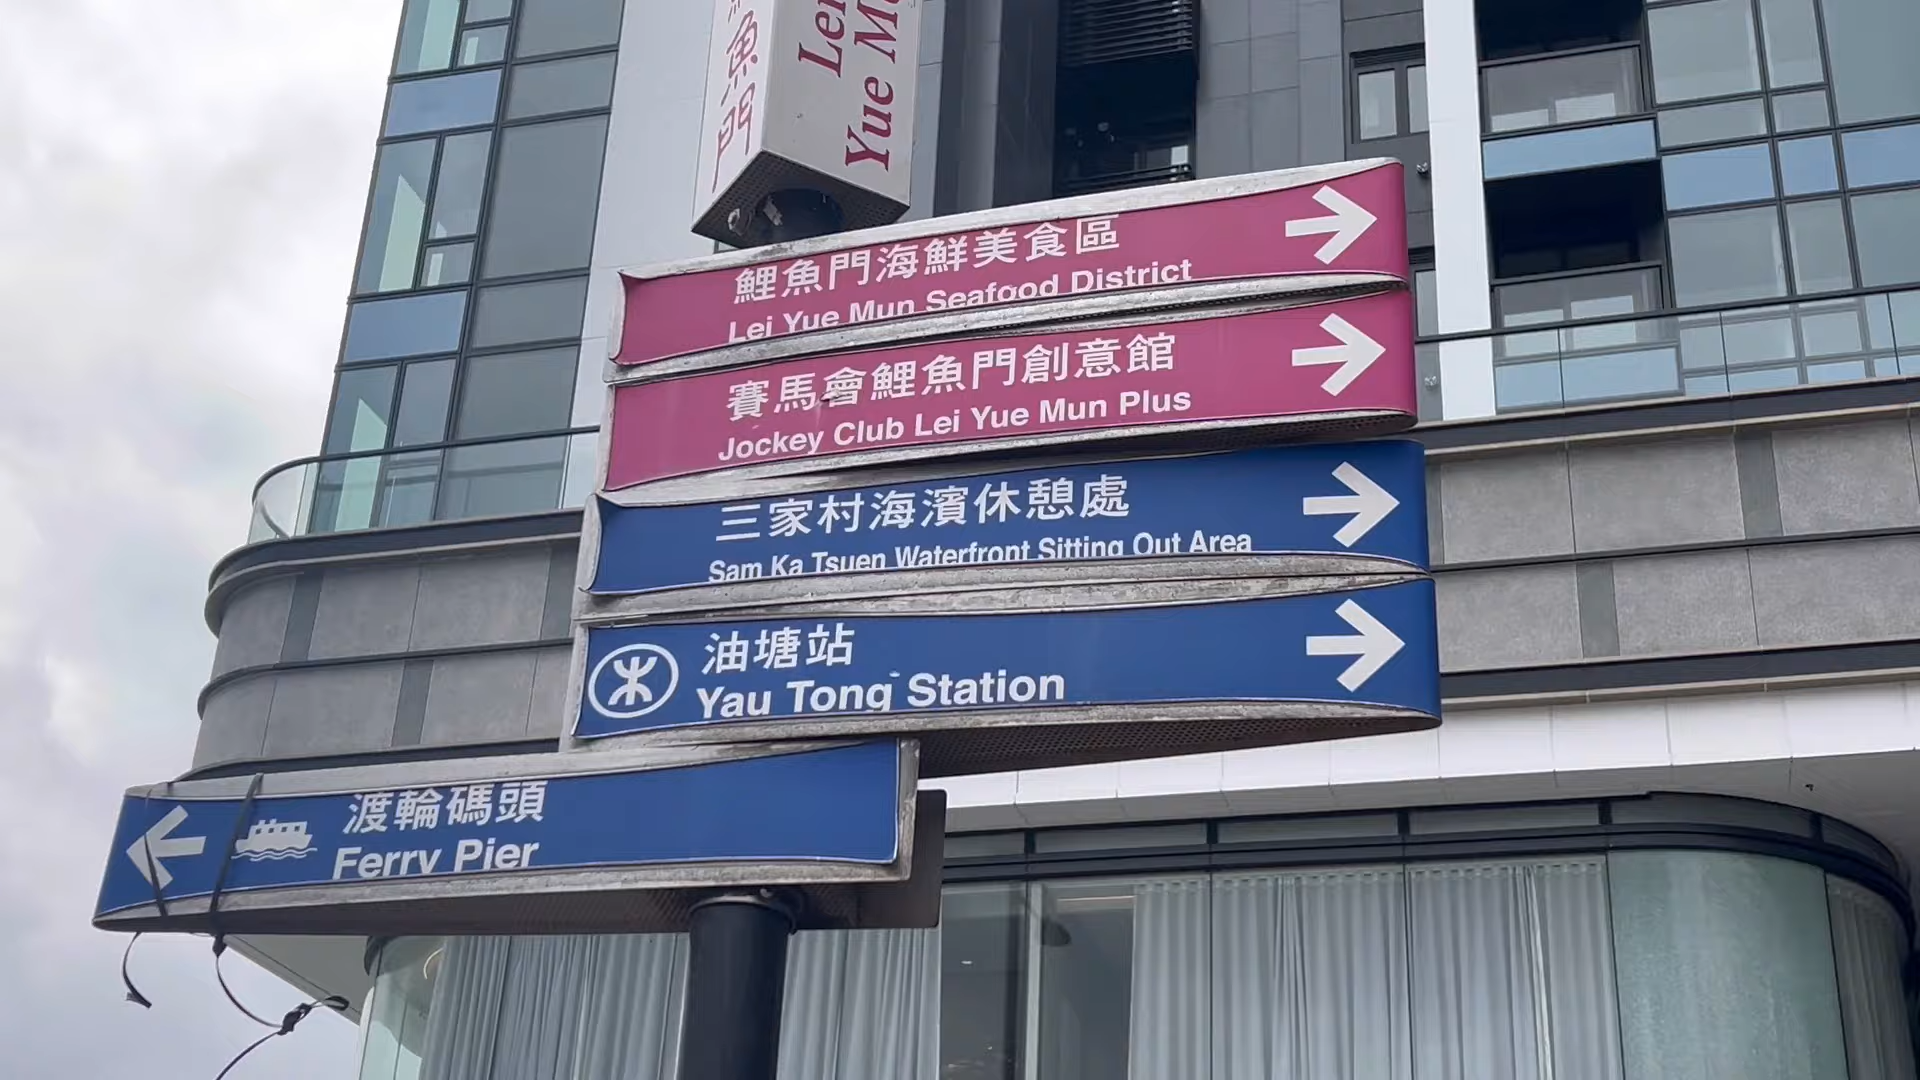 魚門
Lei
Yue Mun
鯉魚門海鮮美食區
Lei Yue Mun Seafood District
賽馬會鯉魚門創意館
Jockey Club Lei Yue Mun Plus
三家村海濱休憩處
Sam Ka Tsuen Waterfront Sitting Out Area
油塘站
Yau Tong Station
渡輪碼頭
Ferry Pier